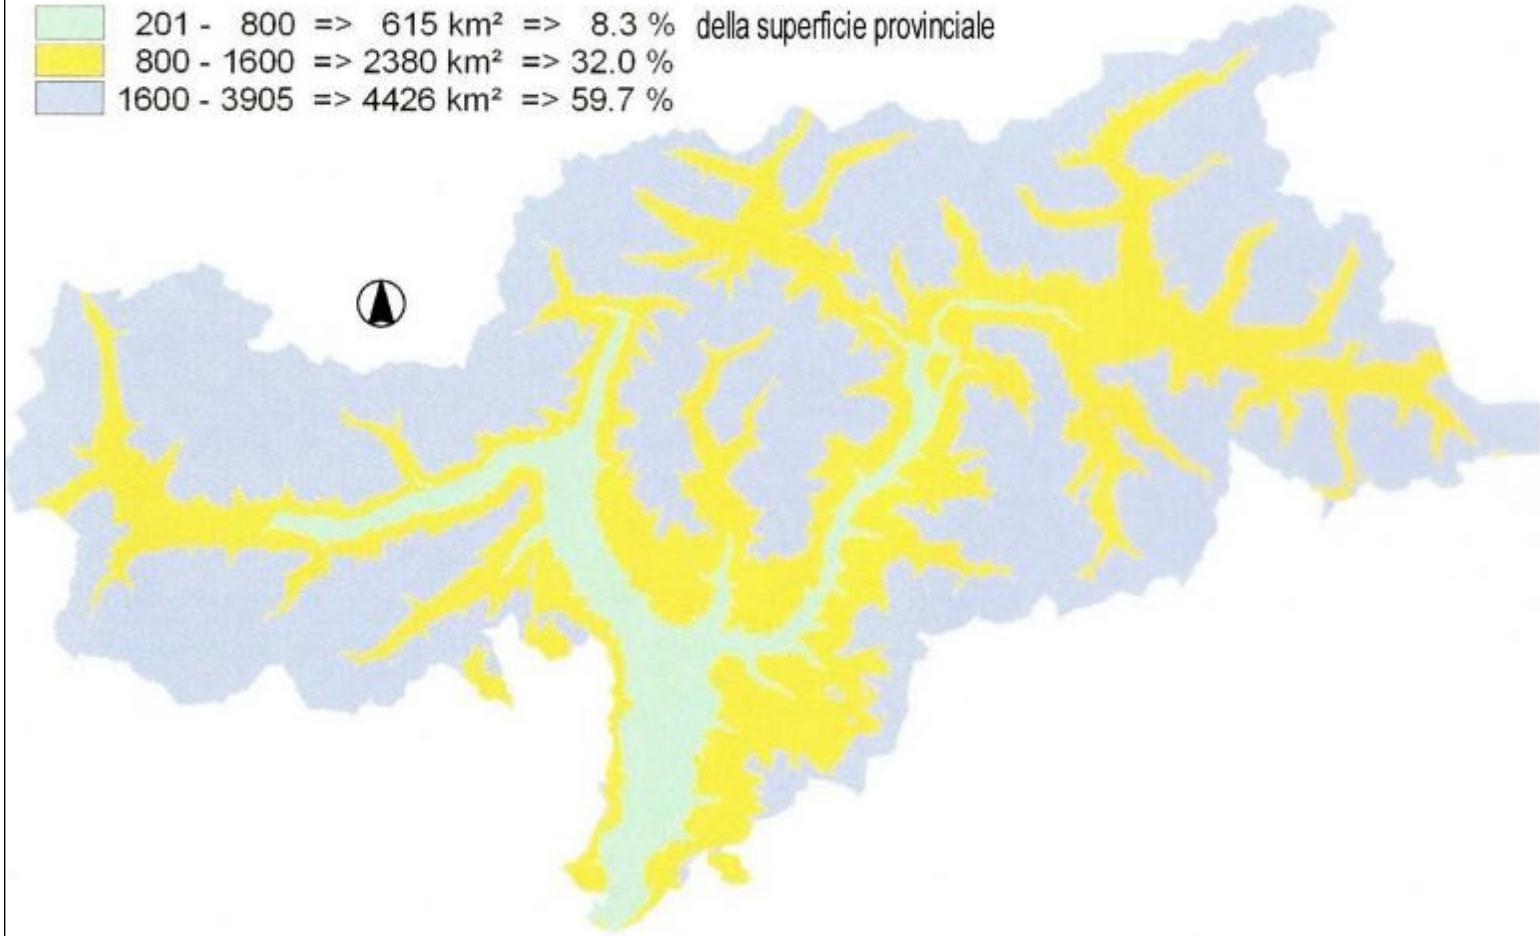 201 - 800 => 615 km² => 8.3 % della superficie provinciale
800 - 1600 => 2380 km² => 32.0 %
1600 - 3905 => 4426 km² => 59.7 %